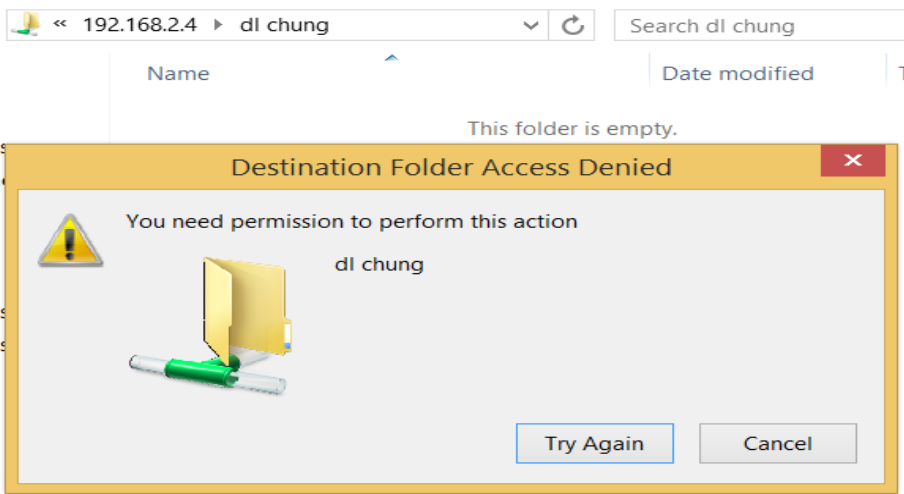 « 192.168.2.4 ▸ dl chung Search dl chung
Name Date modified
This folder is empty.
Destination Folder Access Denied
You need permission to perform this action
dl chung
Try Again Cancel